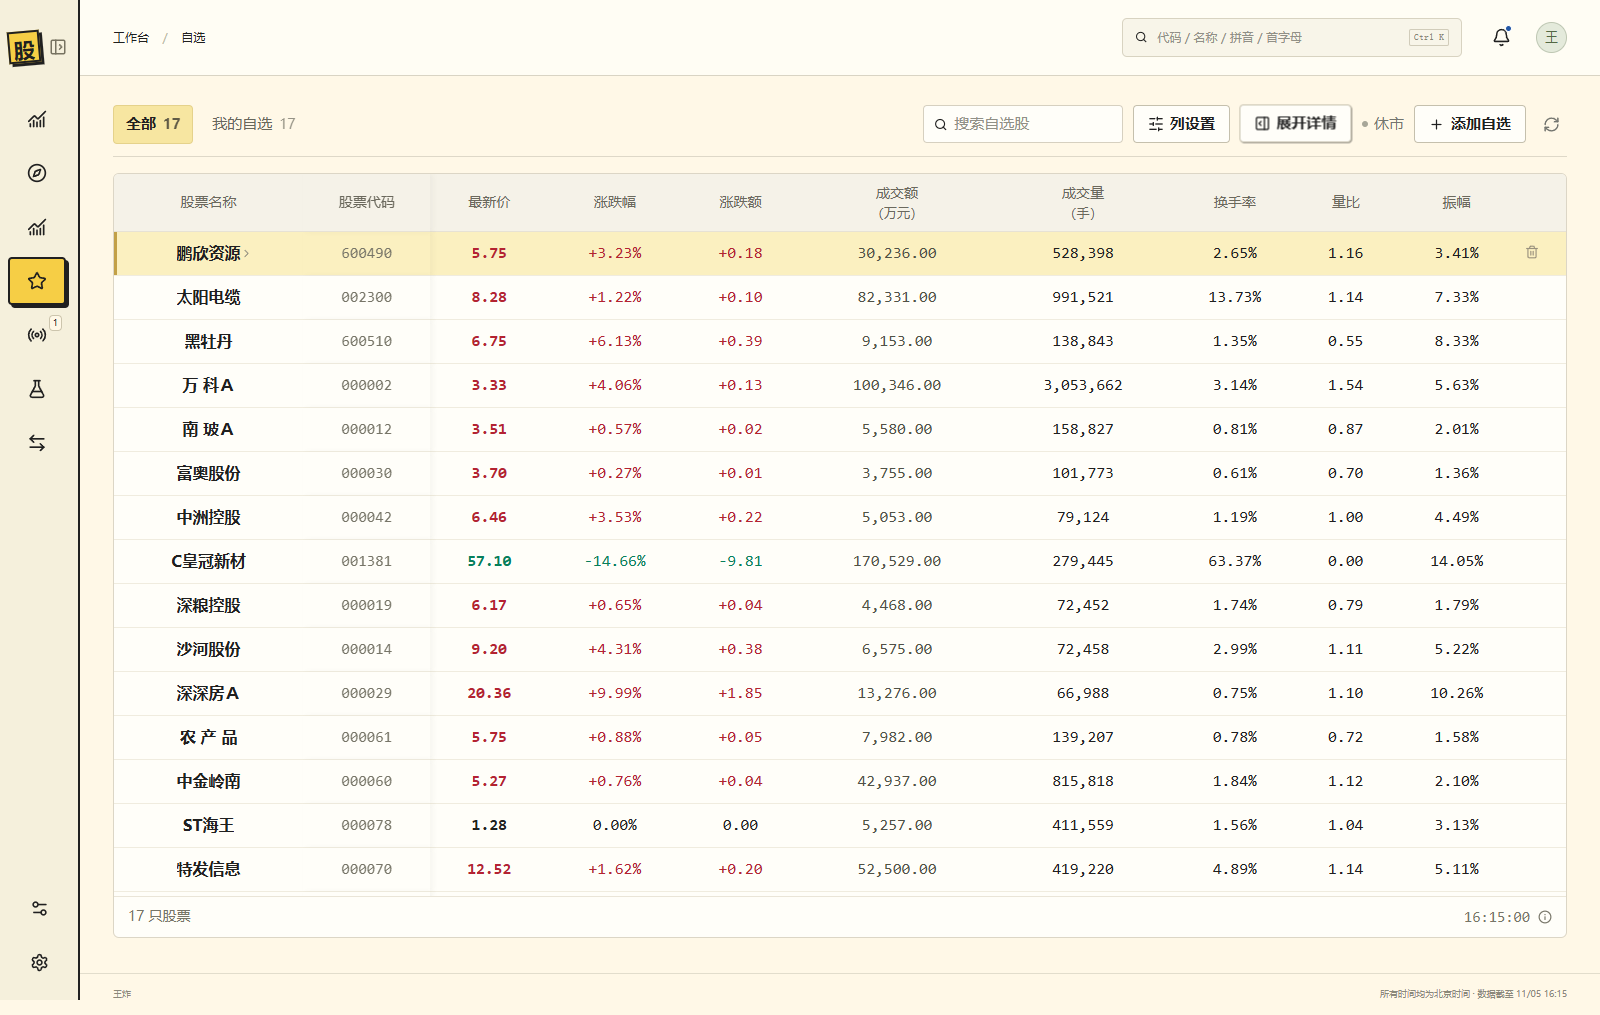 股
工作台 / 自选
代码 / 名称 / 拼音 / 首字母 Ctrl K
王
全部 17 我的自选 17
搜索自选股 列设置 展开详情 休市 添加自选
股票名称 股票代码 最新价 涨跌幅 涨跌额 成交额 (万元) 成交量 (手) 换手率 量比 振幅
鹏欣资源 600490 5.75 +3.23% +0.18 30,236.00 528,398 2.65% 1.16 3.41%
太阳电缆 002300 8.28 +1.22% +0.10 82,331.00 991,521 13.73% 1.14 7.33%
黑牡丹 600510 6.75 +6.13% +0.39 9,153.00 138,843 1.35% 0.55 8.33%
万 科A 000002 3.33 +4.06% +0.13 100,346.00 3,053,662 3.14% 1.54 5.63%
南 玻A 000012 3.51 +0.57% +0.02 5,580.00 158,827 0.81% 0.87 2.01%
富奥股份 000030 3.70 +0.27% +0.01 3,755.00 101,773 0.61% 0.70 1.36%
中洲控股 000042 6.46 +3.53% +0.22 5,053.00 79,124 1.19% 1.00 4.49%
C皇冠新材 001381 57.10 -14.66% -9.81 170,529.00 279,445 63.37% 0.00 14.05%
深粮控股 000019 6.17 +0.65% +0.04 4,468.00 72,452 1.74% 0.79 1.79%
沙河股份 000014 9.20 +4.31% +0.38 6,575.00 72,458 2.99% 1.11 5.22%
深深房A 000029 20.36 +9.99% +1.85 13,276.00 66,988 0.75% 1.10 10.26%
农 产 品 000061 5.75 +0.88% +0.05 7,982.00 139,207 0.78% 0.72 1.58%
中金岭南 000060 5.27 +0.76% +0.04 42,937.00 815,818 1.84% 1.12 2.10%
ST海王 000078 1.28 0.00% 0.00 5,257.00 411,559 1.56% 1.04 3.13%
特发信息 000070 12.52 +1.62% +0.20 52,500.00 419,220 4.89% 1.14 5.11%
1
17 只股票 16:15:00
王炸 所有时间均为北京时间 · 数据截至 11/05 16:15